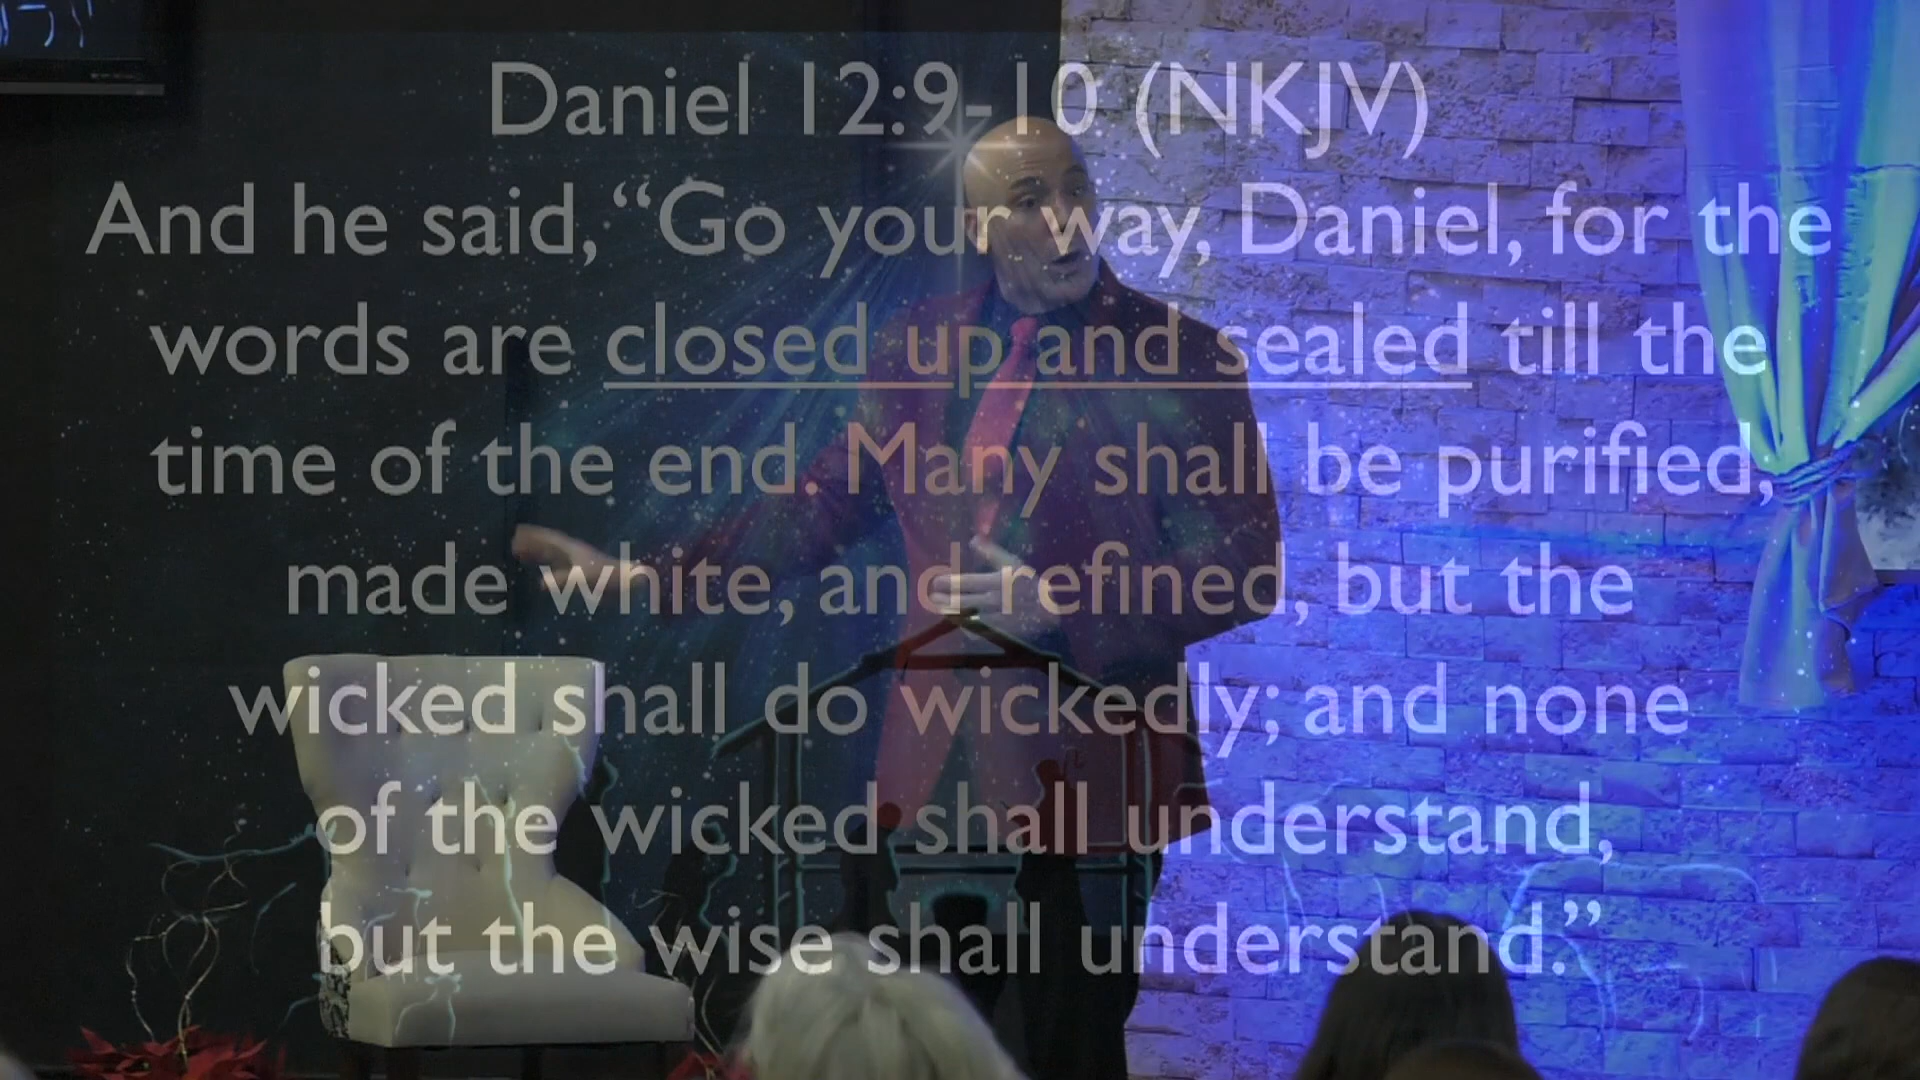 Daniel 12:9-10 (NKJV)
And he said, “Go your way, Daniel, for the
words are closed up and sealed till the
time of the end. Many shall be purified,
made white, and refined, but the
wicked shall do wickedly; and none
of the wicked shall understand,
but the wise shall understand.”